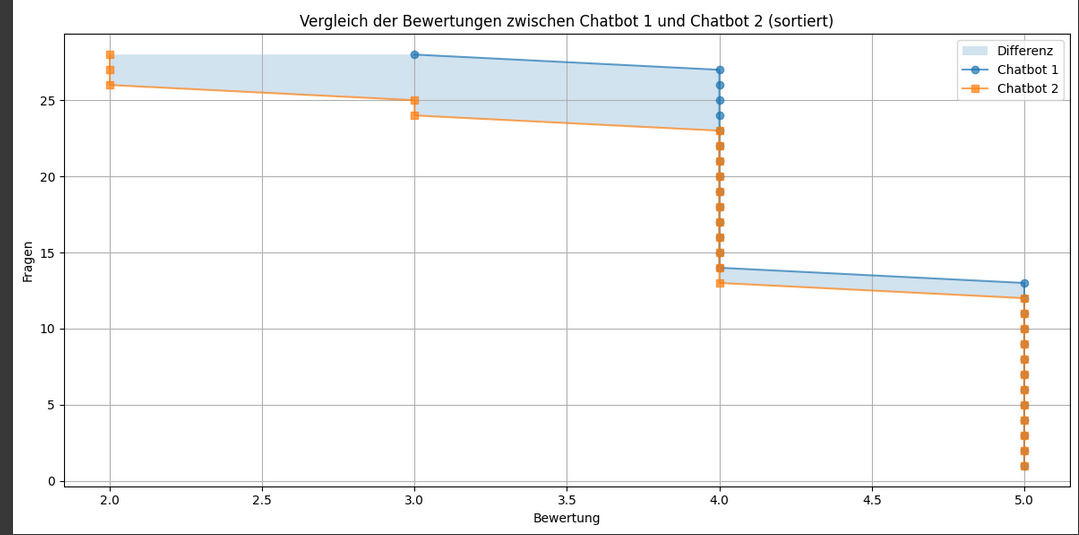 Vergleich der Bewertungen zwischen Chatbot 1 und Chatbot 2 (sortiert)
Differenz
Chatbot 1
Chatbot 2
Fragen
25
20
15
10
5
0
2.0 2.5 3.0 3.5 4.0 4.5 5.0
Bewertung